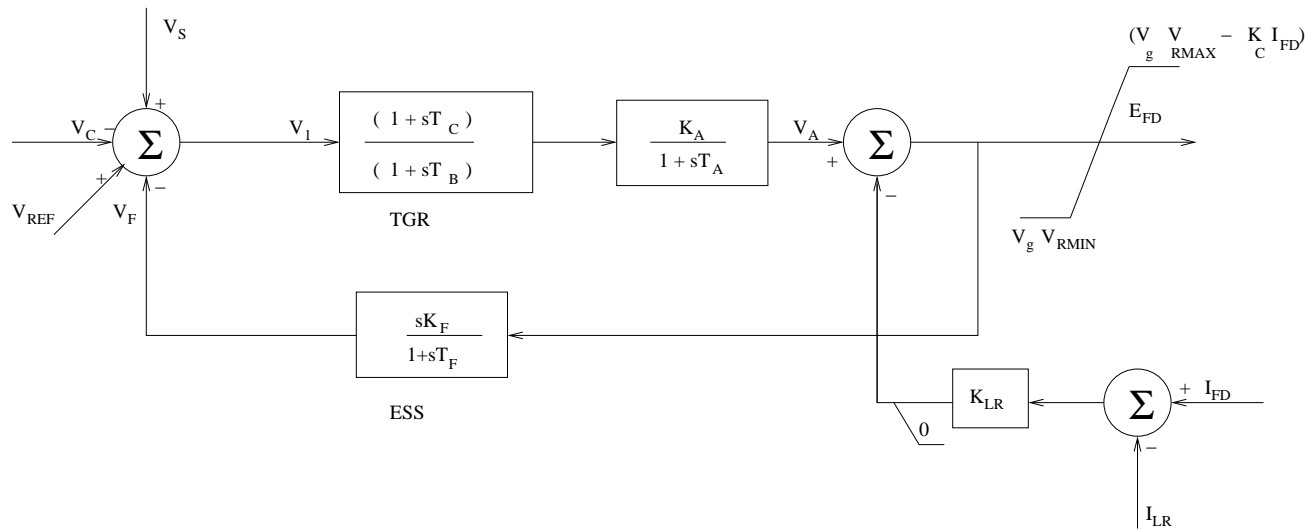 (V_g V_RMAX − K_C I_FD)
V_S
E_FD
V_C
+
−
Σ
V_1
( 1 + sT_C )
( 1 + sT_B )
K_A
1 + sT_A
V_A
+
Σ
−
+
−
V_REF
V_F
TGR
V_g V_RMIN
sK_F
1+sT_F
ESS
K_LR
0
Σ
+ I_FD
−
I_LR